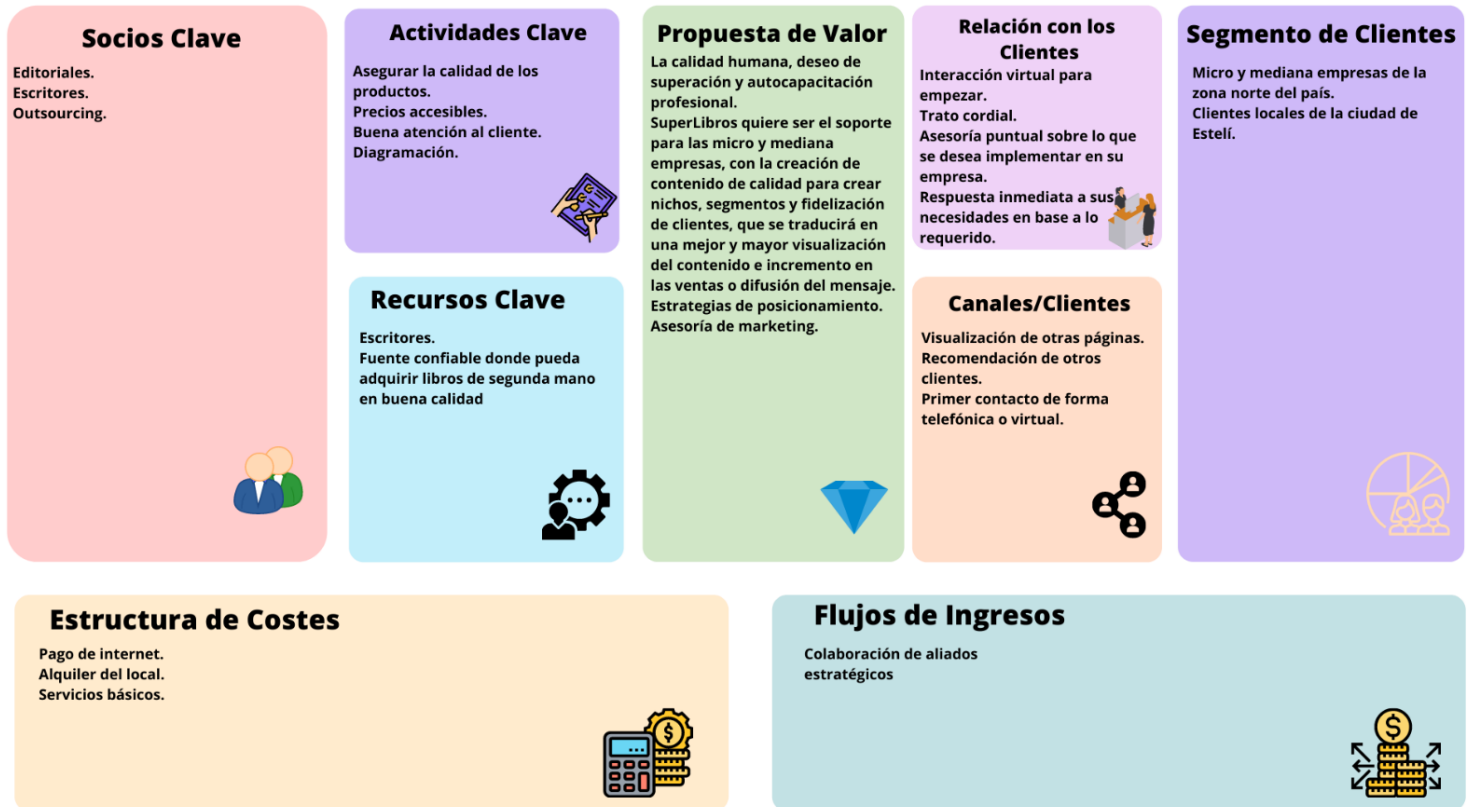 Socios Clave
Editoriales.
Escritores.
Outsourcing.
Actividades Clave
Asegurar la calidad de los
productos.
Precios accesibles.
Buena atención al cliente.
Diagramación.
Recursos Clave
Escritores.
Fuente confiable donde pueda
adquirir libros de segunda mano
en buena calidad
Propuesta de Valor
La calidad humana, deseo de
superación y autocapacitación
profesional.
SuperLibros quiere ser el soporte
para las micro y mediana
empresas, con la creación de
contenido de calidad para crear
nichos, segmentos y fidelización
de clientes, que se traducirá en
una mejor y mayor visualización
del contenido e incremento en
las ventas o difusión del mensaje.
Estrategias de posicionamiento.
Asesoría de marketing.
Relación con los
Clientes
Interacción virtual para
empezar.
Trato cordial.
Asesoría puntual sobre lo que
se desea implementar en su
empresa.
Respuesta inmediata a sus
necesidades en base a lo
requerido.
Canales/Clientes
Visualización de otras páginas.
Recomendación de otros
clientes.
Primer contacto de forma
telefónica o virtual.
Segmento de Clientes
Micro y mediana empresas de la
zona norte del país.
Clientes locales de la ciudad de
Estelí.
Estructura de Costes
Pago de internet.
Alquiler del local.
Servicios básicos.
Flujos de Ingresos
Colaboración de aliados
estratégicos